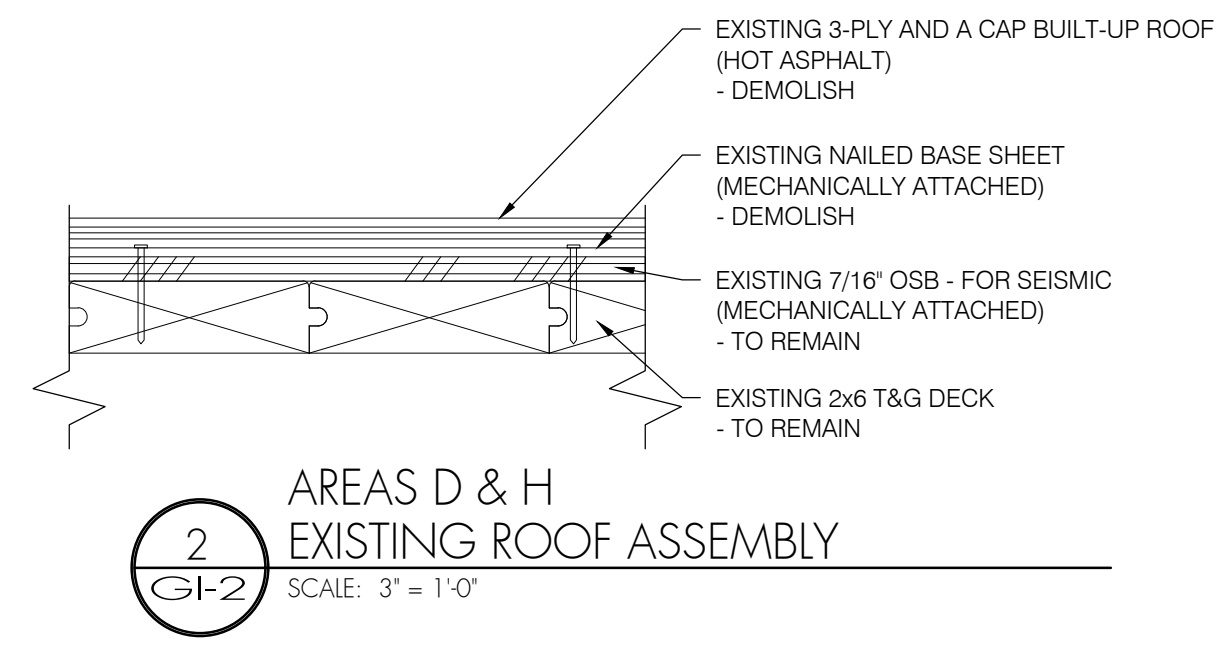 EXISTING 3-PLY AND A CAP BUILT-UP ROOF
(HOT ASPHALT)
- DEMOLISH
EXISTING NAILED BASE SHEET
(MECHANICALLY ATTACHED)
- DEMOLISH
EXISTING 7/16" OSB - FOR SEISMIC
(MECHANICALLY ATTACHED)
- TO REMAIN
EXISTING 2x6 T&G DECK
- TO REMAIN
AREAS D & H
2
EXISTING ROOF ASSEMBLY
GI-2
SCALE: 3" = 1'-0"